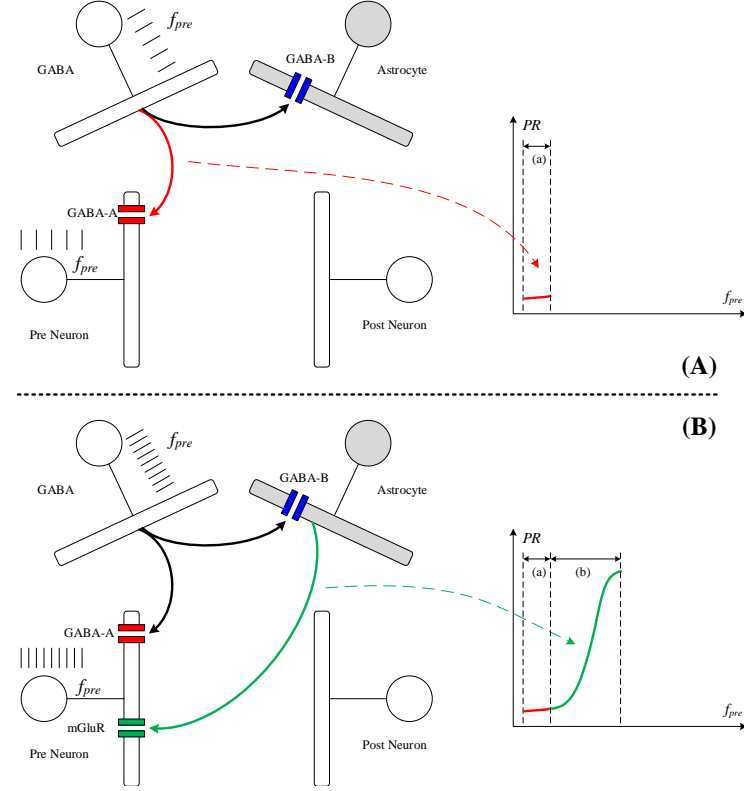 f_pre
GABA
GABA-B
Astrocyte
PR
(a)
GABA-A
f_pre
Pre Neuron
Post Neuron
f_pre
(A)
(B)
f_pre
GABA
GABA-B
Astrocyte
PR
(a)
(b)
GABA-A
f_pre
mGluR
Pre Neuron
Post Neuron
f_pre